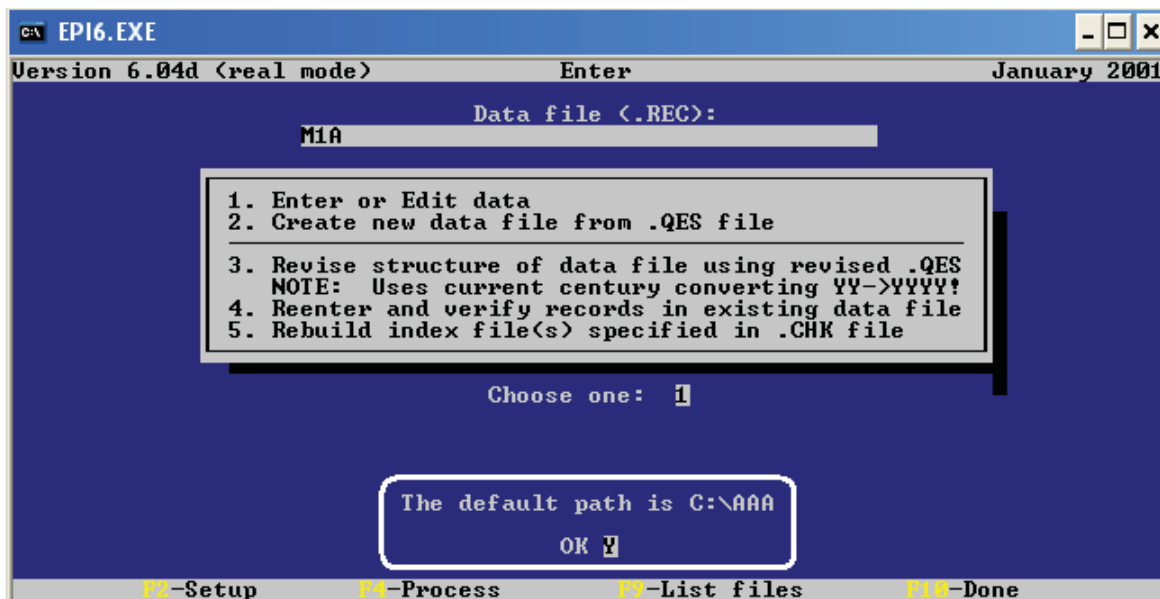 C:\ EPI6.EXE
Version 6.04d (real mode) Enter January 2001
Data file (.REC):
M1A
1. Enter or Edit data
2. Create new data file from .QES file
3. Revise structure of data file using revised .QES
NOTE: Uses current century converting YY->YYYY!
4. Reenter and verify records in existing data file
5. Rebuild index file(s) specified in .CHK file
Choose one: 1
The default path is C:\AAA
OK Y
F2-Setup F4-Process F9-List files F10-Done